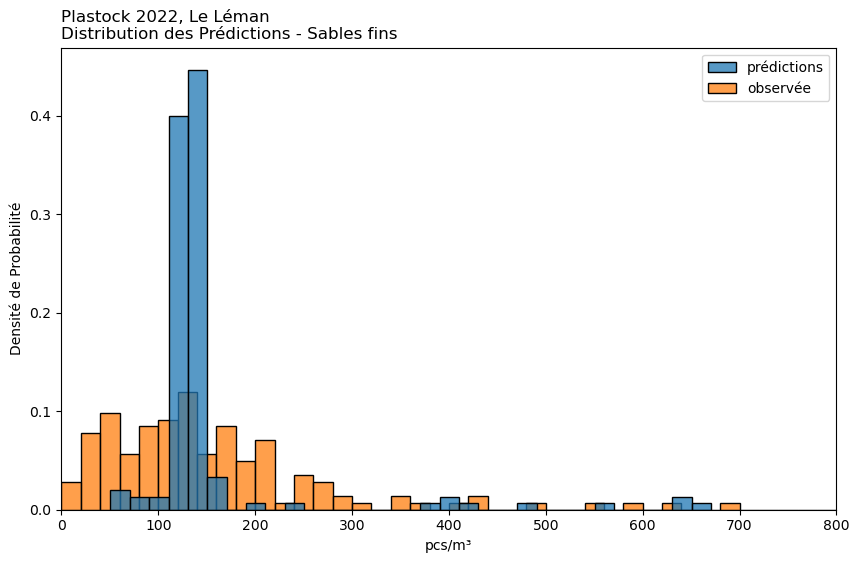 Plastock 2022, Le Léman
Distribution des Prédictions - Sables fins
prédictions
observée
Densité de Probabilité
0.4
0.3
0.2
0.1
0.0
0 100 200 300 400 500 600 700 800
pcs/m³